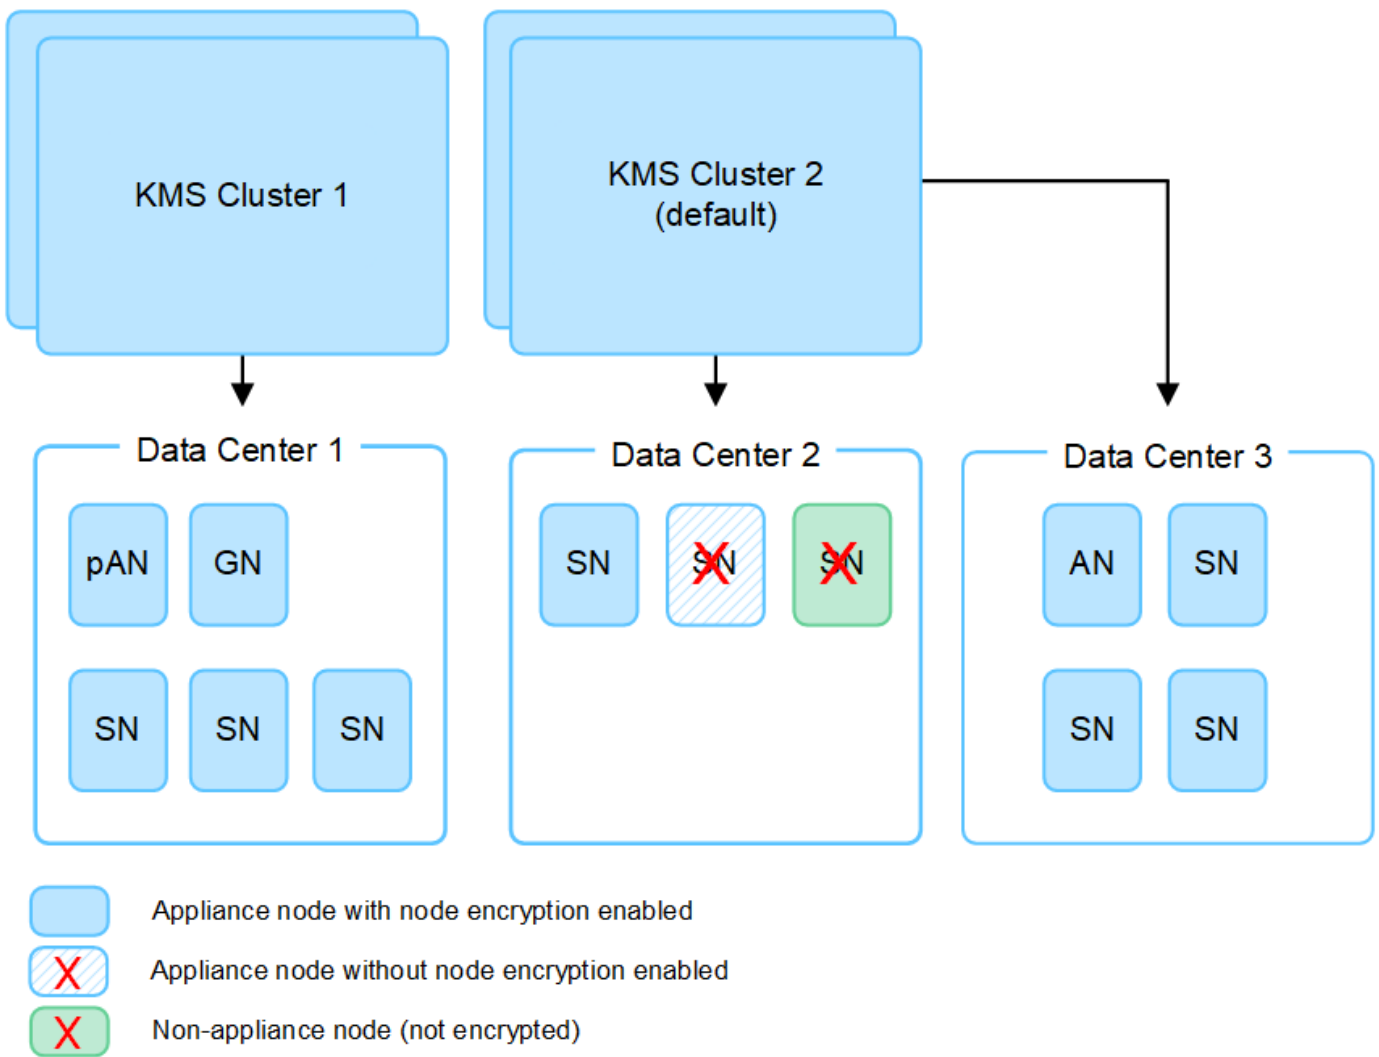 KMS Cluster 1
KMS Cluster 2
(default)
Data Center 1
Data Center 2
Data Center 3
pAN
GN
SN
SN
SN
SN
SN
SN
AN
SN
SN
SN
X
Appliance node with node encryption enabled
X
Appliance node without node encryption enabled
X
Non-appliance node (not encrypted)